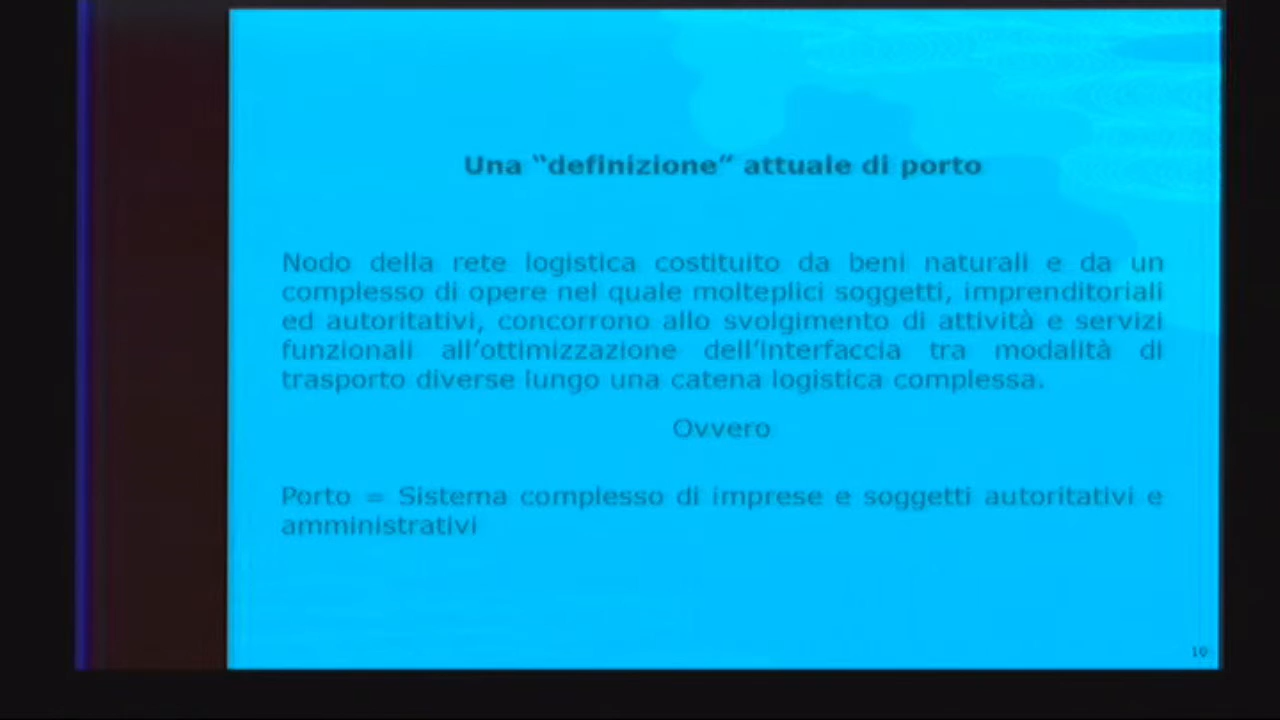 Una “definizione” attuale di porto
Nodo della rete logistica costituito da beni naturali e da un
complesso di opere nel quale molteplici soggetti, imprenditoriali
ed autoritativi, concorrono allo svolgimento di attività e servizi
funzionali all’ottimizzazione dell’interfaccia tra modalità di
trasporto diverse lungo una catena logistica complessa.
Ovvero
Porto = Sistema complesso di imprese e soggetti autoritativi e
amministrativi
10